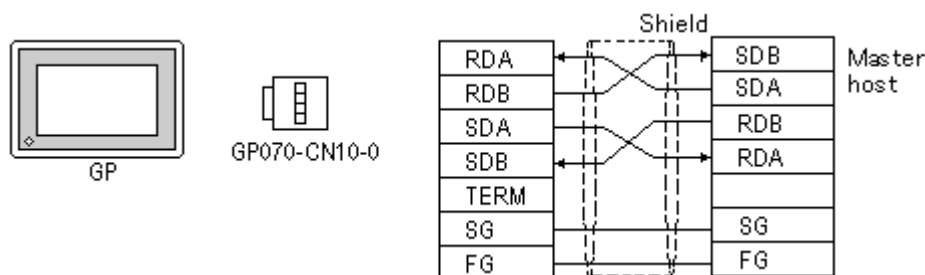 Shield
RDA
RDB
SDA
SDB
TERM
SG
FG
SDB
SDA
RDB
RDA
SG
FG
Master
host
GP
GP070-CN10-0